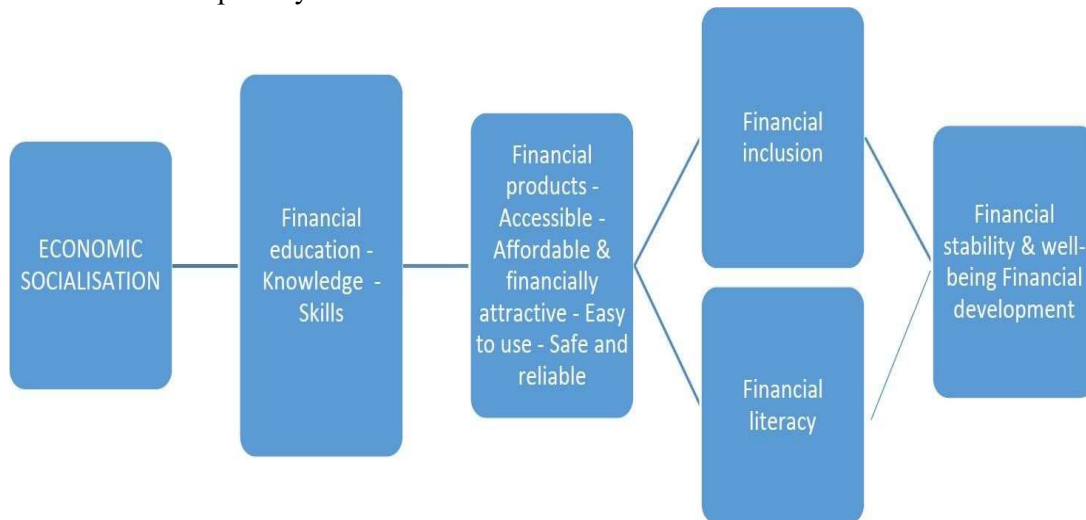 ECONOMIC
SOCIALISATION
Financial
education -
Knowledge -
Skills
Financial
products -
Accessible -
Affordable &
financially
attractive - Easy
to use - Safe and
reliable
Financial
inclusion
Financial
literacy
Financial
stability & well-
being Financial
development